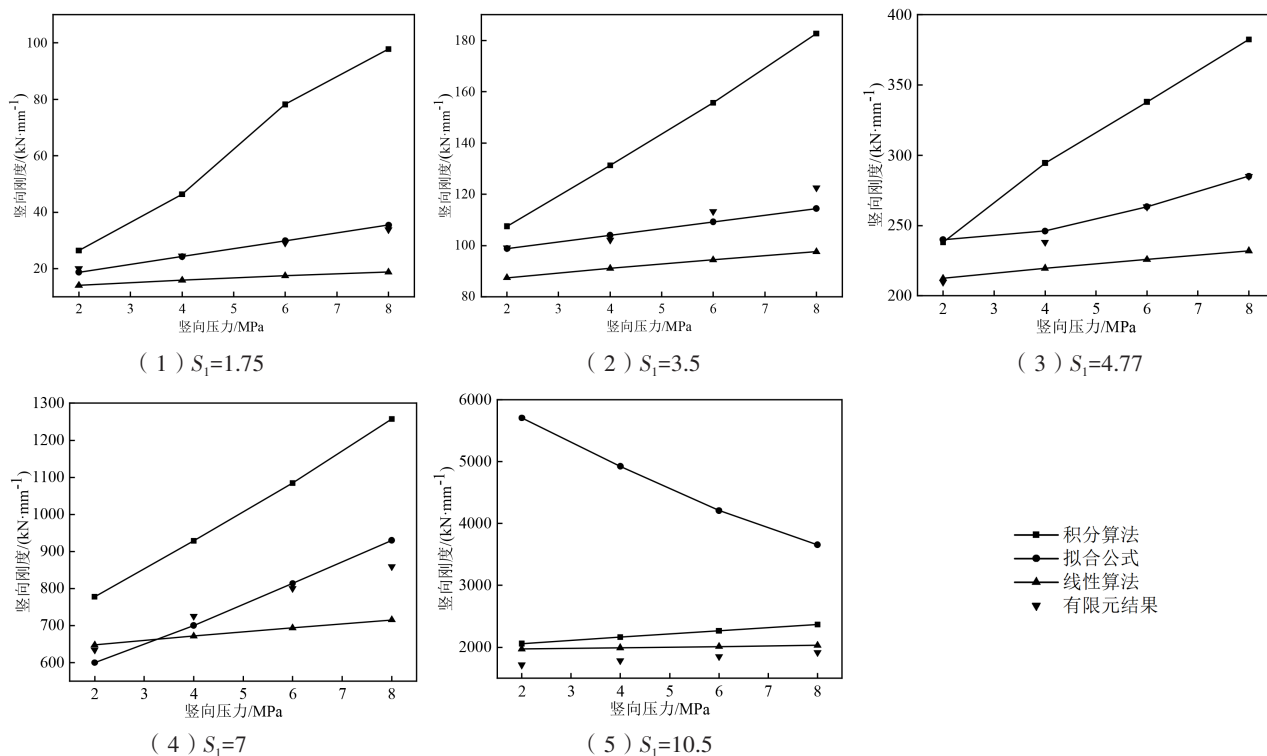 100
80
60
40
20
竖向刚度/(kN·mm⁻¹)
2 3 4 5 6 7 8
竖向压力/MPa
（1）S₁=1.75
180
160
140
120
100
80
竖向刚度/(kN·mm⁻¹)
2 3 4 5 6 7 8
竖向压力/MPa
（2）S₁=3.5
400
350
300
250
200
竖向刚度/(kN·mm⁻¹)
2 3 4 5 6 7 8
竖向压力/MPa
（3）S₁=4.77
1300
1200
1100
1000
900
800
700
600
竖向刚度/(kN·mm⁻¹)
2 3 4 5 6 7 8
竖向压力/MPa
（4）S₁=7
6000
5000
4000
3000
2000
竖向刚度/(kN·mm⁻¹)
2 3 4 5 6 7 8
竖向压力/MPa
（5）S₁=10.5
积分算法
拟合公式
线性算法
有限元结果